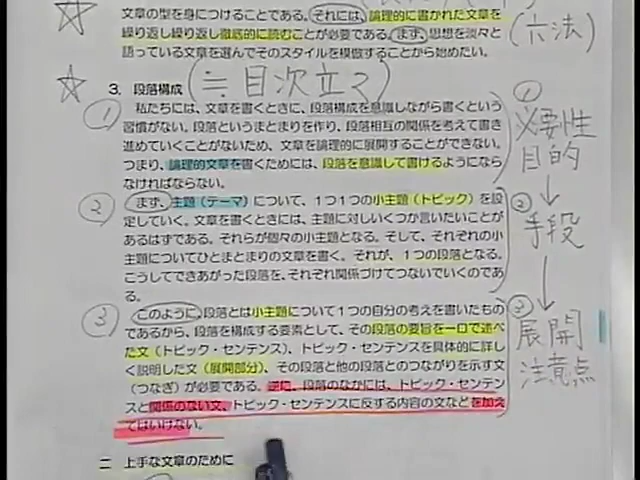 文章の型を身につけることである。それには、論理的に書かれた文章を
繰り返し繰り返し徹底的に読むことが必要である。まず、思想を淡々と
語っている文章を選んでそのスタイルを模倣することから始めたい。
(六法)
3. 段落構成
(≒目次立て)
①
私たちには、文章を書くときに、段落構成を意識しながら書くという
習慣がない。段落というまとまりを作り、段落相互の関係を考えて書き
進めていくことがないため、文章を論理的に展開することができない。
つまり、論理的文章を書くためには、段落を意識して書けるようになら
なければならない。
①
必要性
目的
②
まず、主題(テーマ)について、1つ1つの小主題(トピック)を設
定していく。文章を書くときには、主題に対しいくつか言いたいことが
あるはずである。それらが個々の小主題となる。そして、それぞれの小
主題についてひとまとまりの文章を書く。それが、1つの段落となる。
こうしてできあがった段落を、それぞれ関係づけてつないでいくのであ
る。
②
手段
③
このように、段落とは小主題について1つの自分の考えを書いたもの
であるから、段落を構成する要素として、その段落の要旨を一口で述べ
た文(トピック・センテンス)、トピック・センテンスを具体的に詳し
く説明した文(展開部分)、その段落と他の段落とのつながりを示す文
(つなぎ)が必要である。逆に、段落のなかには、トピック・センテン
スと関係のない文、トピック・センテンスに反する内容の文などを加え
てはいけない。
③
展開
注意点
二 上手な文章のために